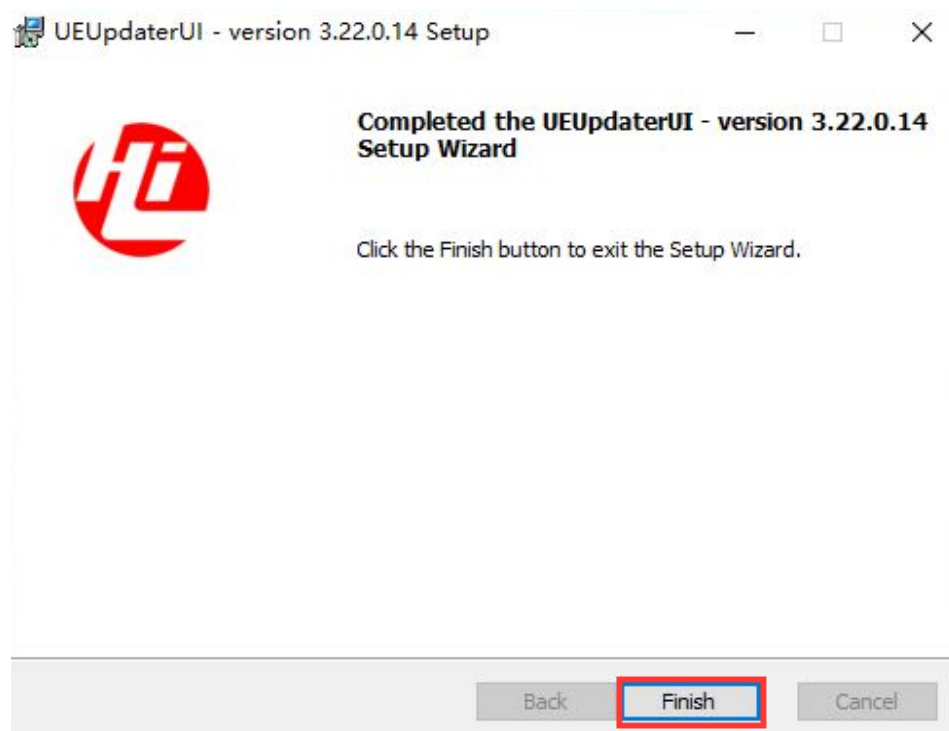 UEUpdaterUI - version 3.22.0.14 Setup
Completed the UEUpdaterUI - version 3.22.0.14
Setup Wizard
Click the Finish button to exit the Setup Wizard.
Back
Finish
Cancel